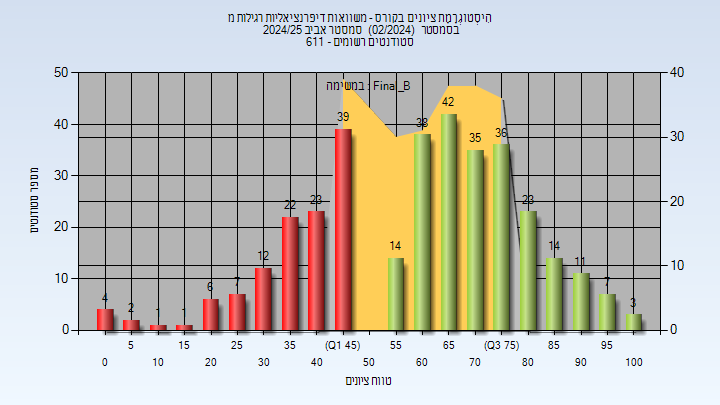 הִיסְטוֹגְרָמַת ציונים בקורס - משוואות דיפרנציאליות רגילות מ
בסמסטר (02/2024) סמסטר אביב 2024/25
סטודנטים רשומים - 611
במשימה : Final_B
50 40 30 20 10 0
מספר סטודנטים
40 30 20 10 0
4 2 1 1 6 7 12 22 23 39 14 38 42 35 36 23 14 11 7 3
5 15 25 35 (Q1 45) 55 65 (Q3 75) 85 95
0 10 20 30 40 50 60 70 80 90 100
טווח ציונים